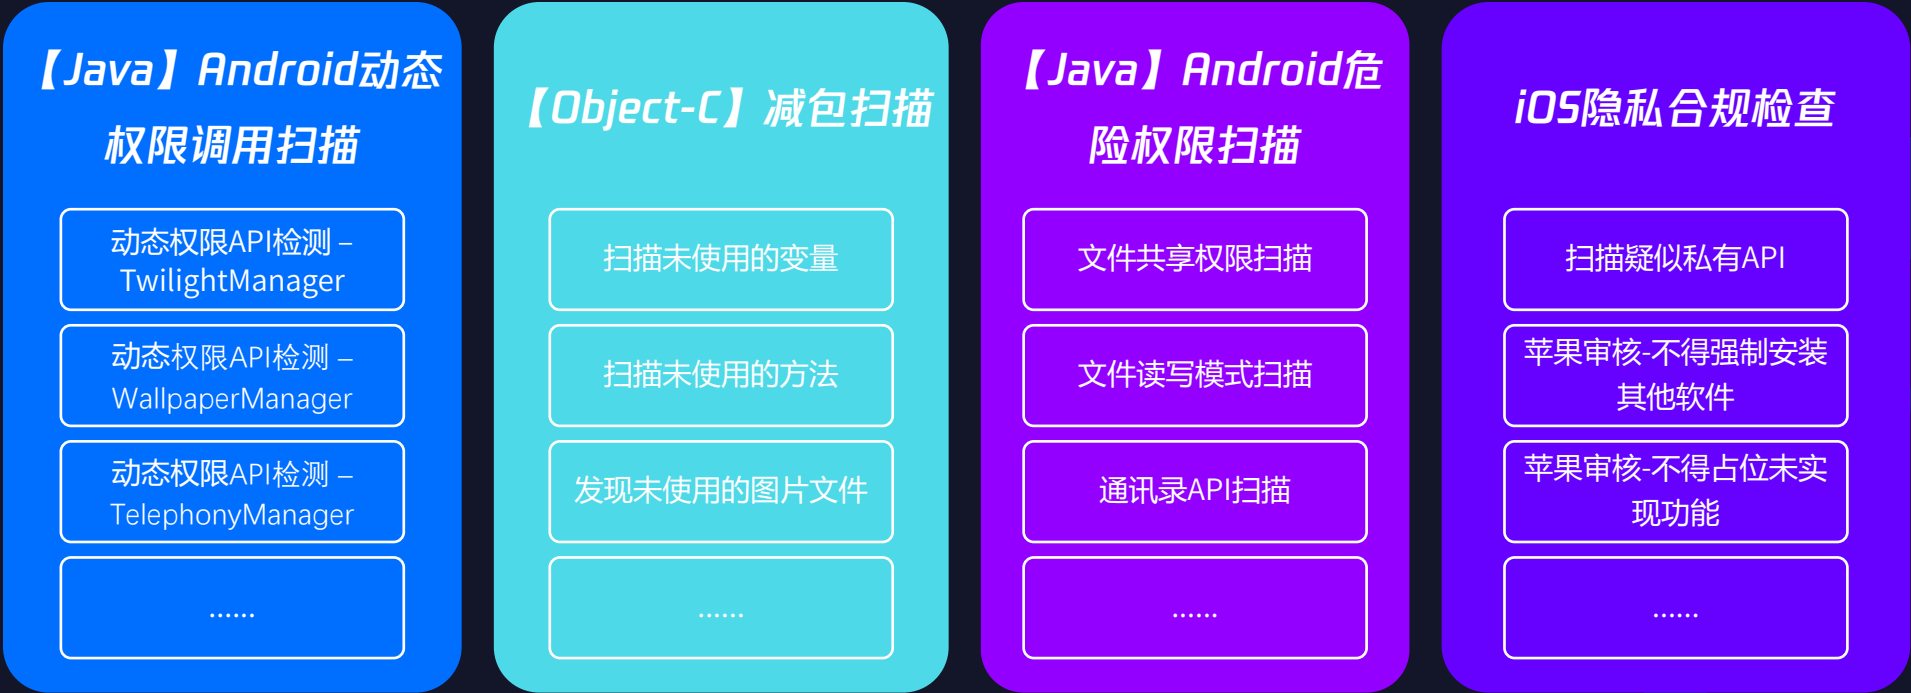 【Java】Android动态
权限调用扫描
动态权限API检测 –
TwilightManager
动态权限API检测 –
WallpaperManager
动态权限API检测 –
TelephonyManager
……
【Object-C】减包扫描
扫描未使用的变量
扫描未使用的方法
发现未使用的图片文件
……
【Java】Android危
险权限扫描
文件共享权限扫描
文件读写模式扫描
通讯录API扫描
……
iOS隐私合规检查
扫描疑似私有API
苹果审核-不得强制安装
其他软件
苹果审核-不得占位未实
现功能
……